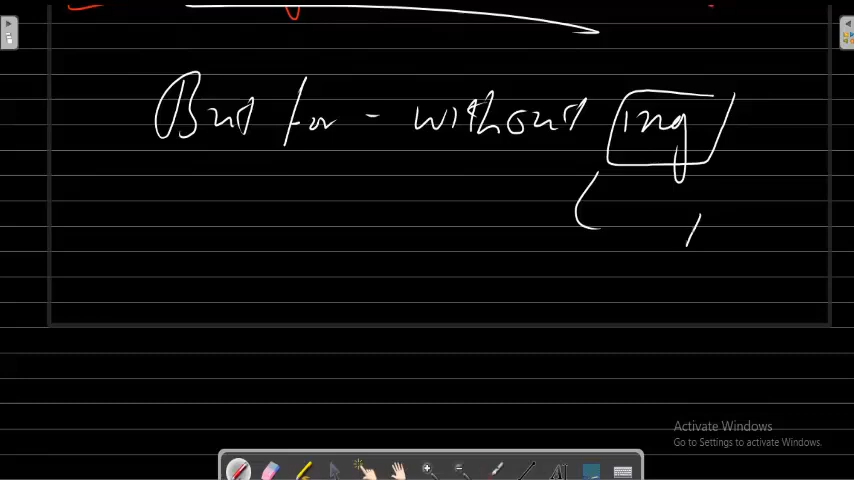 But for - without ing
Activate Windows
Go to Settings to activate Windows.